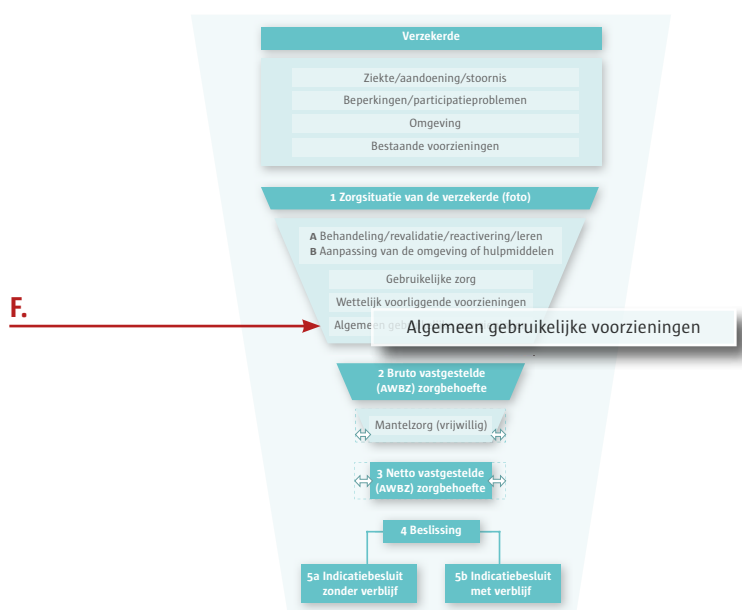 Verzekerde
Ziekte/aandoening/stoornis
Beperkingen/participatieproblemen
Omgeving
Bestaande voorzieningen
1 Zorgsituatie van de verzekerde (foto)
A Behandeling/revalidatie/reactivering/leren
B Aanpassing van de omgeving of hulpmiddelen
Gebruikelijke zorg
Wettelijk voorliggende voorzieningen
F.
Algemeen
Algemeen gebruikelijke voorzieningen
2 Bruto vastgestelde
(AWBZ) zorgbehoefte
Mantelzorg (vrijwillig)
3 Netto vastgestelde
(AWBZ) zorgbehoefte
4 Beslissing
5a Indicatiebesluit
zonder verblijf
5b Indicatiebesluit
met verblijf